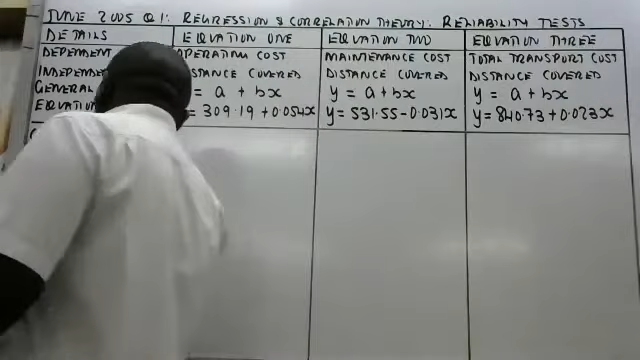 JUNE 2005 Q1: REGRESSION & CORRELATION THEORY: RELIABILITY TESTS
DETAILS EQUATION ONE EQUATION TWO EQUATION THREE
DEPENDENT OPERATING COST MAINTENANCE COST TOTAL TRANSPORT COST
INDEPENDENT DISTANCE COVERED DISTANCE COVERED DISTANCE COVERED
GENERAL = a + bx y = a + bx y = a + bx
EQUATION = 309.19 + 0.054x y = 531.55 - 0.031x y = 840.73 + 0.023x